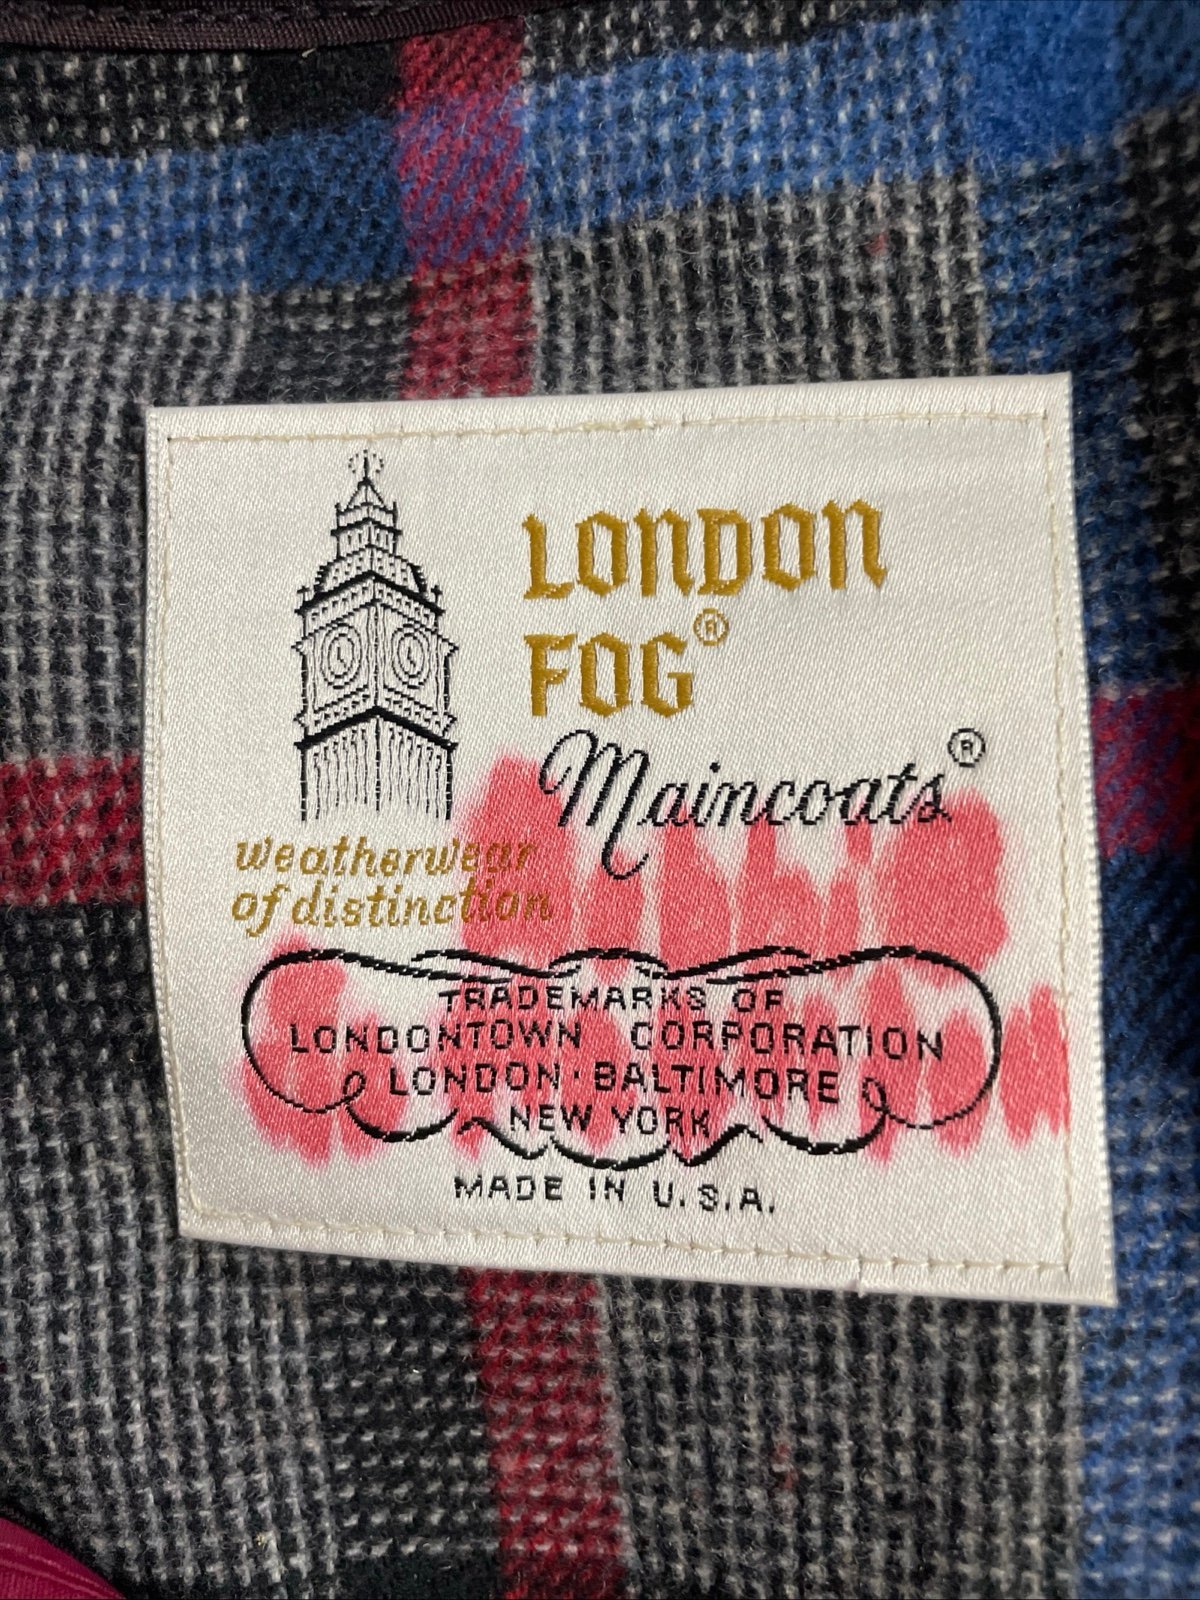 LONDON
FOG®
Maincoats®
weatherwear
of distinction
TRADEMARKS OF
LONDONTOWN CORPORATION
LONDON · BALTIMORE
NEW YORK
MADE IN U.S.A.